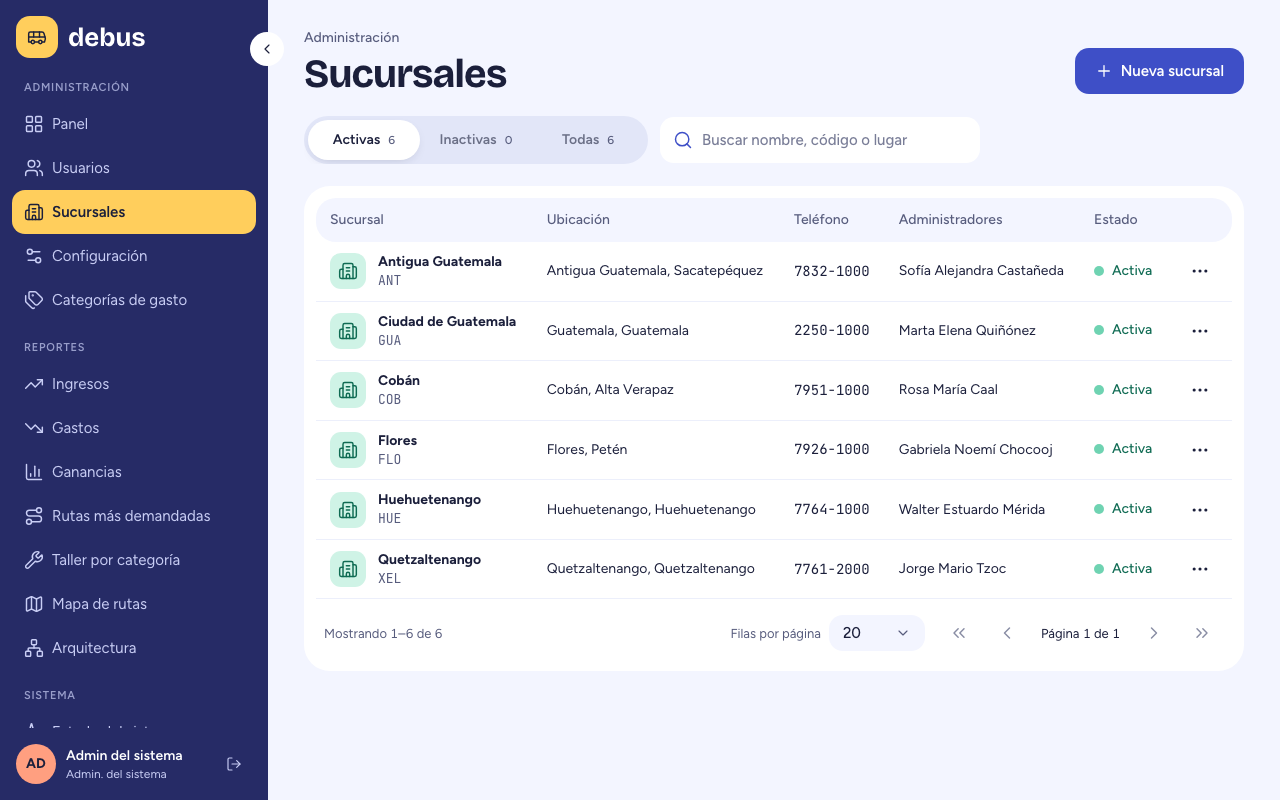 debus
ADMINISTRACIÓN
Panel
Usuarios
Sucursales
Configuración
Categorías de gasto
REPORTES
Ingresos
Gastos
Ganancias
Rutas más demandadas
Taller por categoría
Mapa de rutas
Arquitectura
SISTEMA
AD
Admin del sistema
Admin. del sistema
Administración
Sucursales
Nueva sucursal
Activas 6 Inactivas 0 Todas 6
Buscar nombre, código o lugar
Sucursal Ubicación Teléfono Administradores Estado
Antigua Guatemala
ANT
Antigua Guatemala, Sacatepéquez 7832-1000 Sofía Alejandra Castañeda Activa
Ciudad de Guatemala
GUA
Guatemala, Guatemala 2250-1000 Marta Elena Quiñónez Activa
Cobán
COB
Cobán, Alta Verapaz 7951-1000 Rosa María Caal Activa
Flores
FLO
Flores, Petén 7926-1000 Gabriela Noemí Chocooj Activa
Huehuetenango
HUE
Huehuetenango, Huehuetenango 7764-1000 Walter Estuardo Mérida Activa
Quetzaltenango
XEL
Quetzaltenango, Quetzaltenango 7761-2000 Jorge Mario Tzoc Activa
Mostrando 1–6 de 6 Filas por página 20 Página 1 de 1